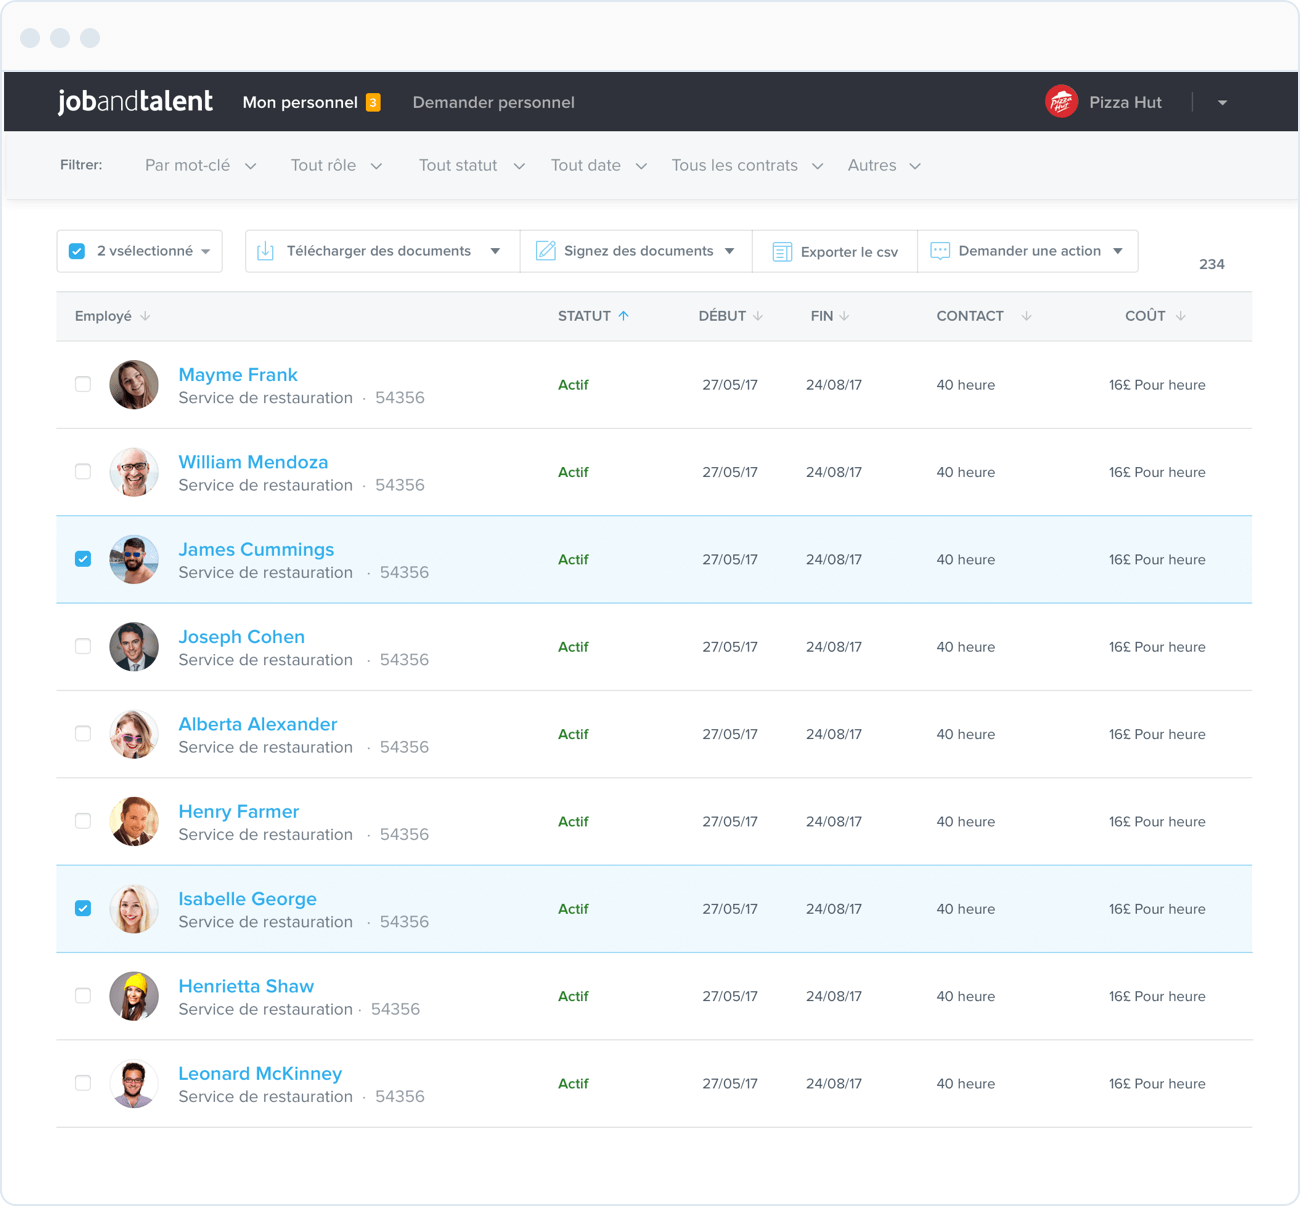 jobandtalent Mon personnel 3 Demander personnel Pizza Hut Pizza Hut
Filtrer: Par mot-clé Tout rôle Tout statut Tout date Tous les contrats Autres
2 vsélectionné Télécharger des documents Signez des documents Exporter le csv Demander une action
234
Employé STATUT DÉBUT FIN CONTACT COÛT
Mayme Frank
Service de restauration · 54356 Actif 27/05/17 24/08/17 40 heure 16£ Pour heure
William Mendoza
Service de restauration · 54356 Actif 27/05/17 24/08/17 40 heure 16£ Pour heure
James Cummings
Service de restauration · 54356 Actif 27/05/17 24/08/17 40 heure 16£ Pour heure
Joseph Cohen
Service de restauration · 54356 Actif 27/05/17 24/08/17 40 heure 16£ Pour heure
Alberta Alexander
Service de restauration · 54356 Actif 27/05/17 24/08/17 40 heure 16£ Pour heure
Henry Farmer
Service de restauration · 54356 Actif 27/05/17 24/08/17 40 heure 16£ Pour heure
Isabelle George
Service de restauration · 54356 Actif 27/05/17 24/08/17 40 heure 16£ Pour heure
Henrietta Shaw
Service de restauration · 54356 Actif 27/05/17 24/08/17 40 heure 16£ Pour heure
Leonard McKinney
Service de restauration · 54356 Actif 27/05/17 24/08/17 40 heure 16£ Pour heure